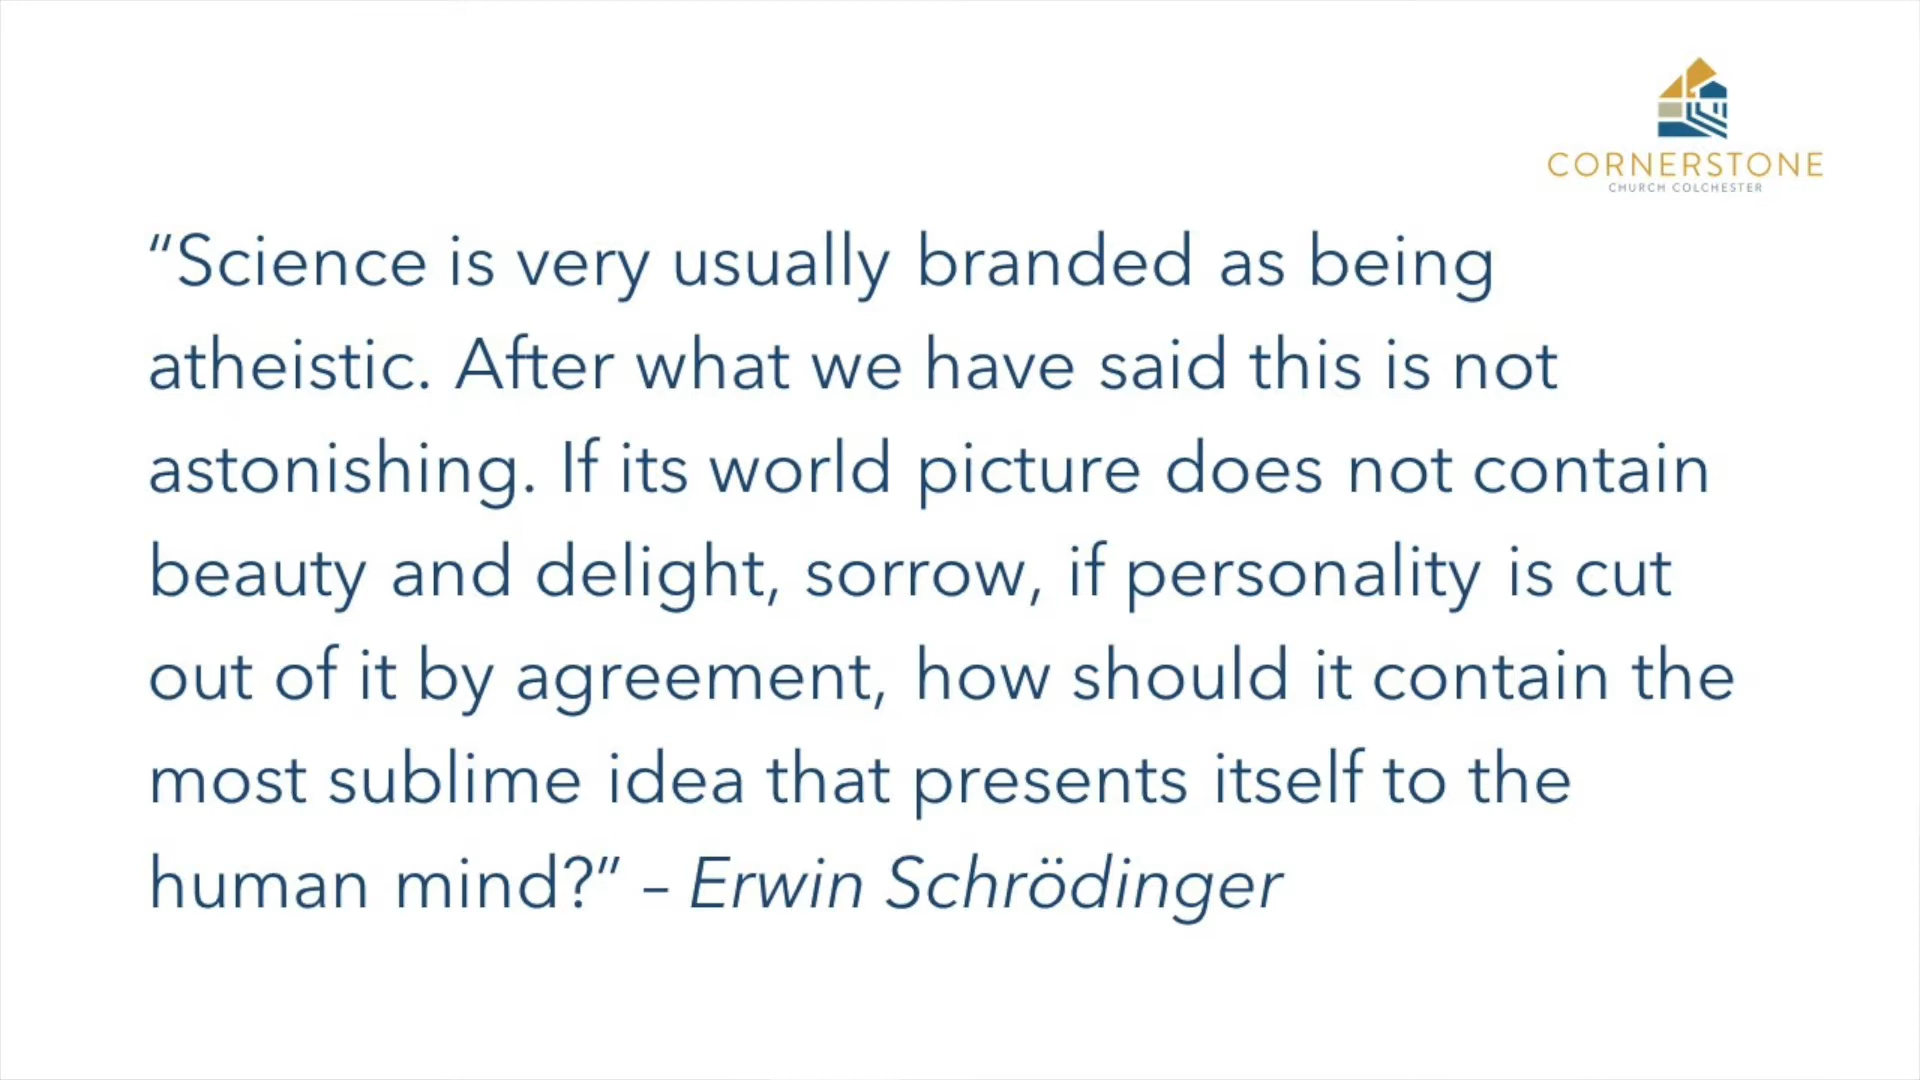 CORNERSTONE
CHURCH COLCHESTER
“Science is very usually branded as being
atheistic. After what we have said this is not
astonishing. If its world picture does not contain
beauty and delight, sorrow, if personality is cut
out of it by agreement, how should it contain the
most sublime idea that presents itself to the
human mind?” – Erwin Schrödinger